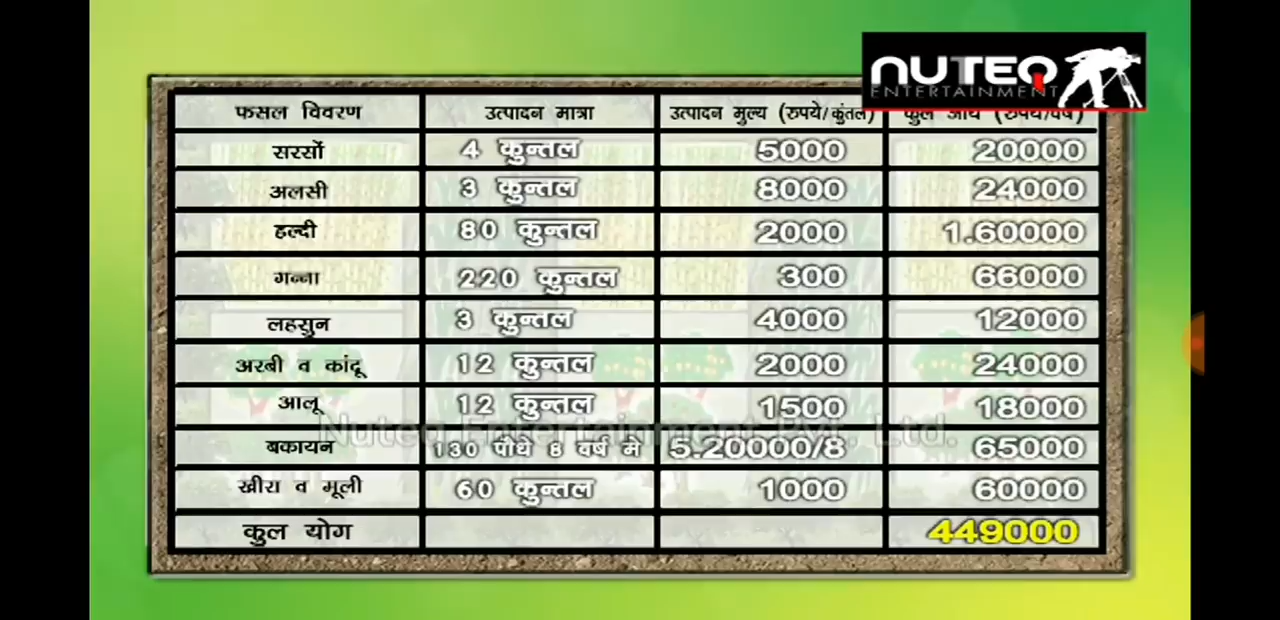 NUTEQ
ENTERTAINMENT
फसल विवरण उत्पादन मात्रा उत्पादन मुल्य (रुपये/कुंतल) कुल आय (रुपये/वर्ष)
सरसों 4 कुन्तल 5000 20000
अलसी 3 कुन्तल 8000 24000
हल्दी 80 कुन्तल 2000 1.60000
गन्ना 220 कुन्तल 300 66000
लहसुन 3 कुन्तल 4000 12000
अरबी व कांदू 12 कुन्तल 2000 24000
आलू 12 कुन्तल 1500 18000
Nuteq Entertainment Pvt. Ltd.
बकायन 130 पौधे 8 वर्ष मे 5.20000/8 65000
खीरा व मूली 60 कुन्तल 1000 60000
कुल योग 449000